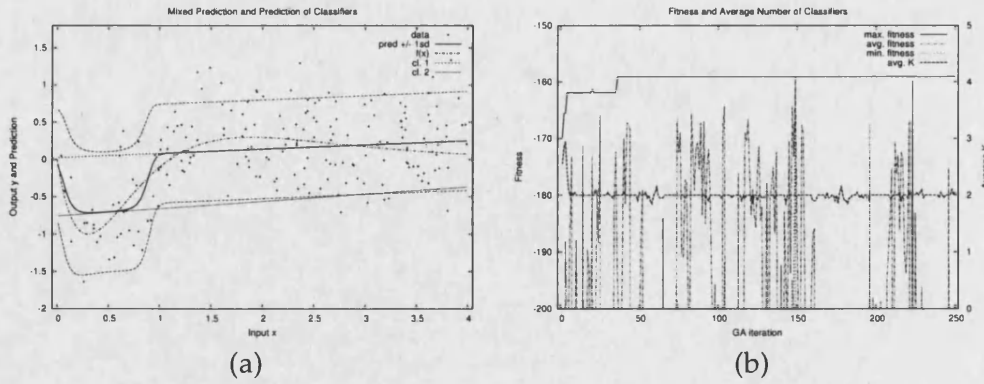 Mixed Prediction and Prediction of Classifiers
data
pred +/- 1sd
f(x)
cl. 1
cl. 2
1.5
1
0.5
0
-0.5
-1
-1.5
-2
Output y and Prediction
0 0.5 1 1.5 2 2.5 3 3.5 4
Input x
(a)
Fitness and Average Number of Classifiers
max. fitness
avg. fitness
min. fitness
avg. K
-150
-160
-170
-180
-190
-200
Fitness
5
4
3
2
1
0
0 50 100 150 200 250
GA iteration
(b)